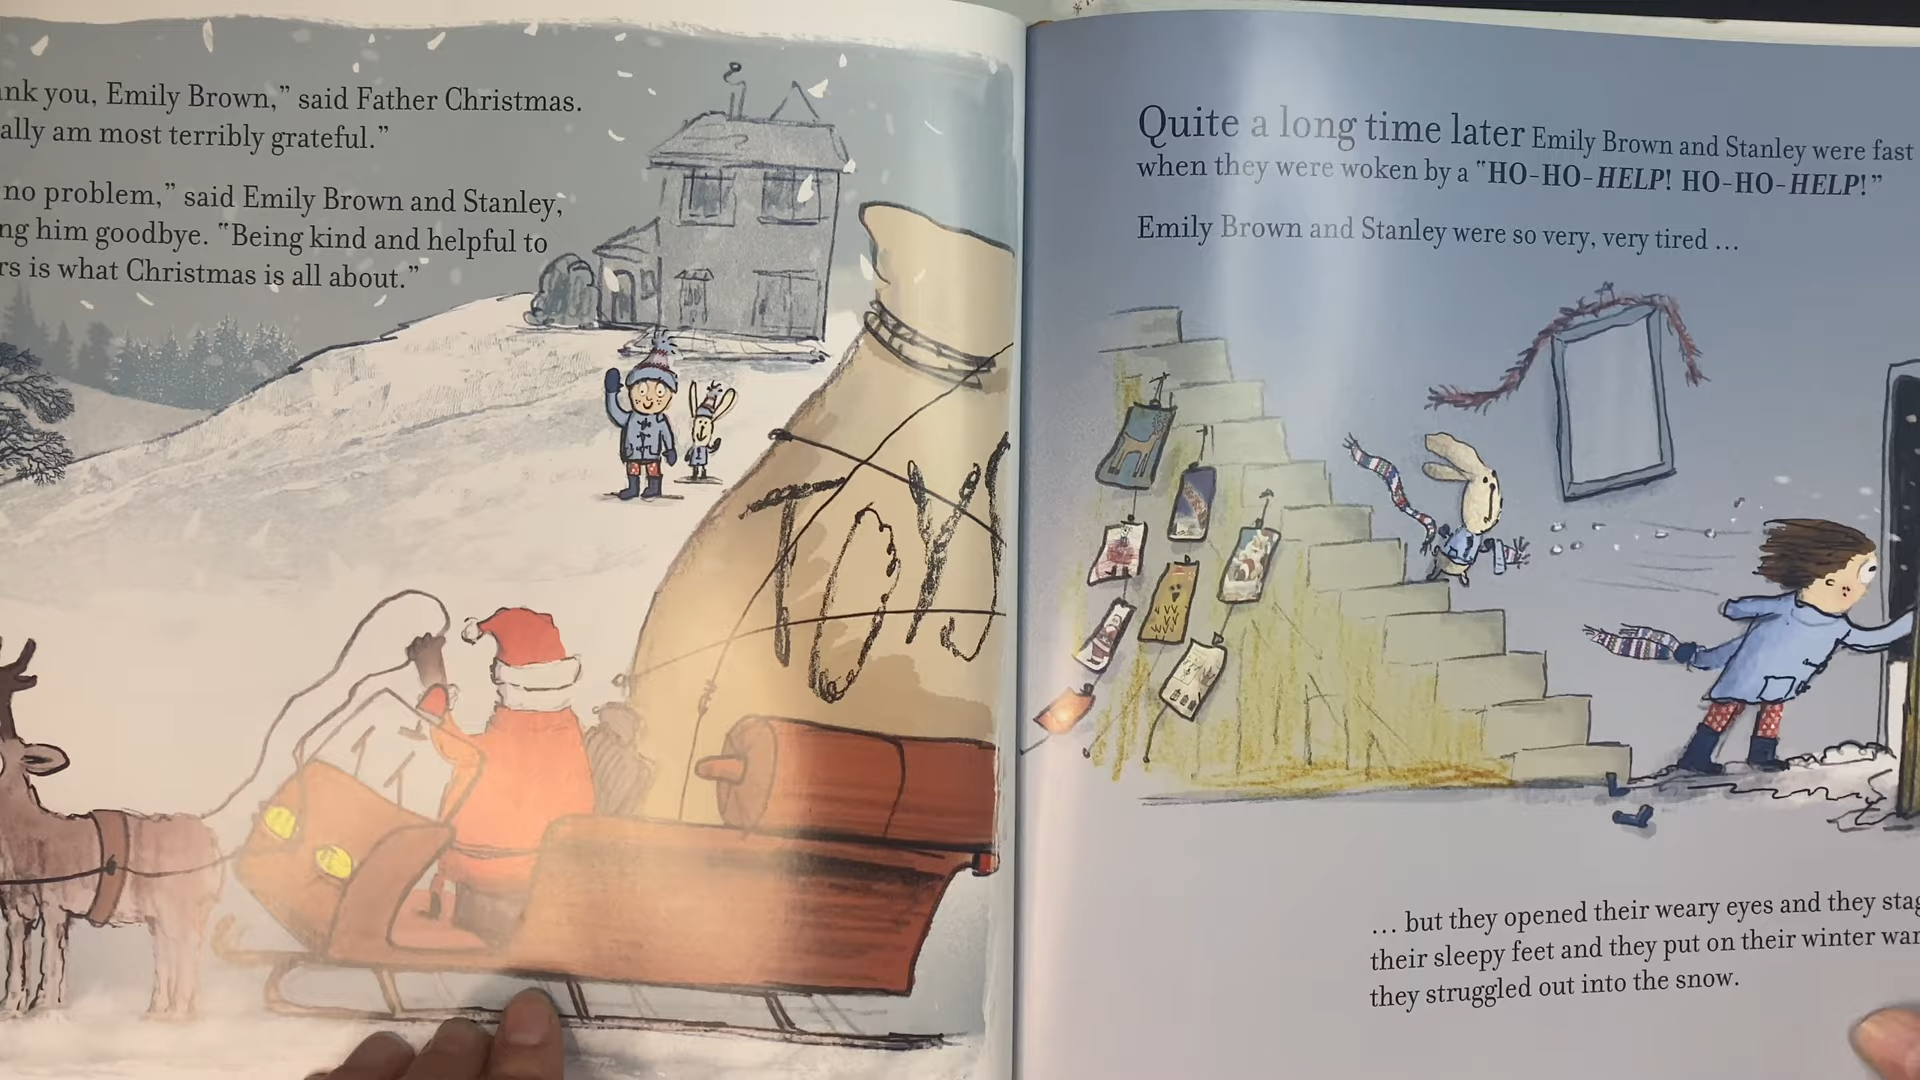 nk you, Emily Brown,” said Father Christmas.
ally am most terribly grateful.”
no problem,” said Emily Brown and Stanley,
ng him goodbye. “Being kind and helpful to
rs is what Christmas is all about.”
TOYS
Quite a long time later Emily Brown and Stanley were fast
when they were woken by a “HO-HO-HELP! HO-HO-HELP!”
Emily Brown and Stanley were so very, very tired ...
... but they opened their weary eyes and they stag
their sleepy feet and they put on their winter war
they struggled out into the snow.